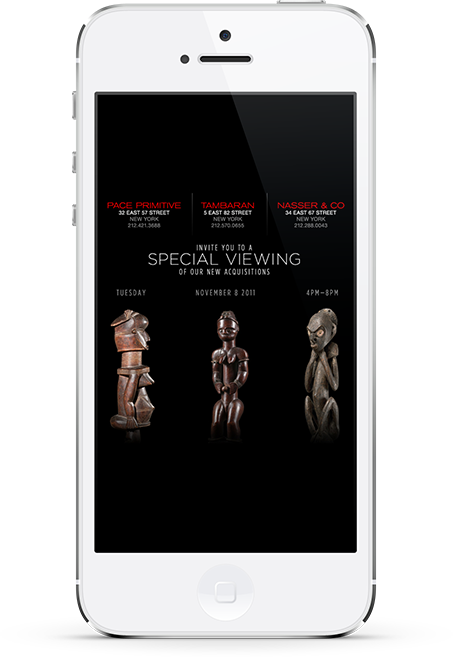 PACE PRIMITIVE
32 EAST 57 STREET
NEW YORK
212.421.3688
TAMBARAN
5 EAST 82 STREET
NEW YORK
212.570.0655
NASSER & CO
34 EAST 67 STREET
NEW YORK
212.288.0043
INVITE YOU TO A
SPECIAL VIEWING
OF OUR NEW ACQUISITIONS
TUESDAY
NOVEMBER 8 2011
4PM–8PM